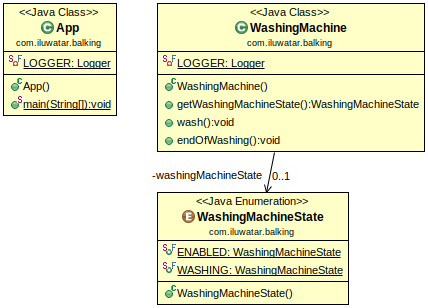 <<Java Class>>
App
com.iluwatar.balking
LOGGER: Logger
App()
main(String[]):void
<<Java Class>>
WashingMachine
com.iluwatar.balking
LOGGER: Logger
WashingMachine()
getWashingMachineState():WashingMachineState
wash():void
endOfWashing():void
-washingMachineState 0..1
<<Java Enumeration>>
WashingMachineState
com.iluwatar.balking
ENABLED: WashingMachineState
WASHING: WashingMachineState
WashingMachineState()